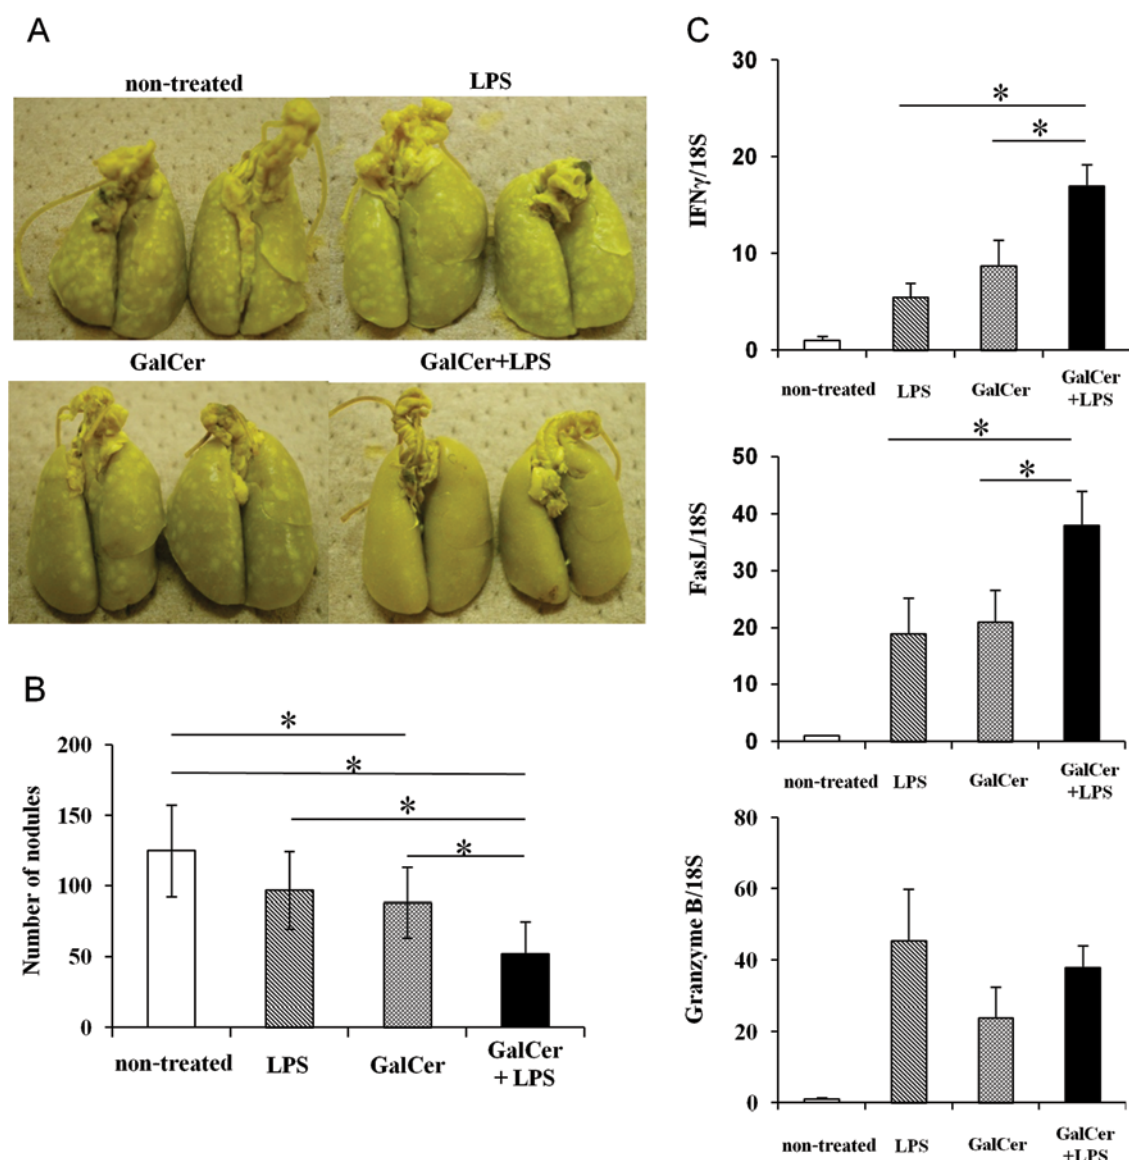 A
non-treated
LPS
GalCer
GalCer+LPS
B
*
*
*
*
Number of nodules
200
150
100
50
0
non-treated
LPS
GalCer
GalCer
+ LPS
C
*
*
IFNγ/18S
30
20
10
0
non-treated
LPS
GalCer
GalCer
+LPS
*
*
FasL/18S
50
40
30
20
10
0
non-treated
LPS
GalCer
GalCer
+LPS
Granzyme B/18S
80
60
40
20
0
non-treated
LPS
GalCer
GalCer
+LPS